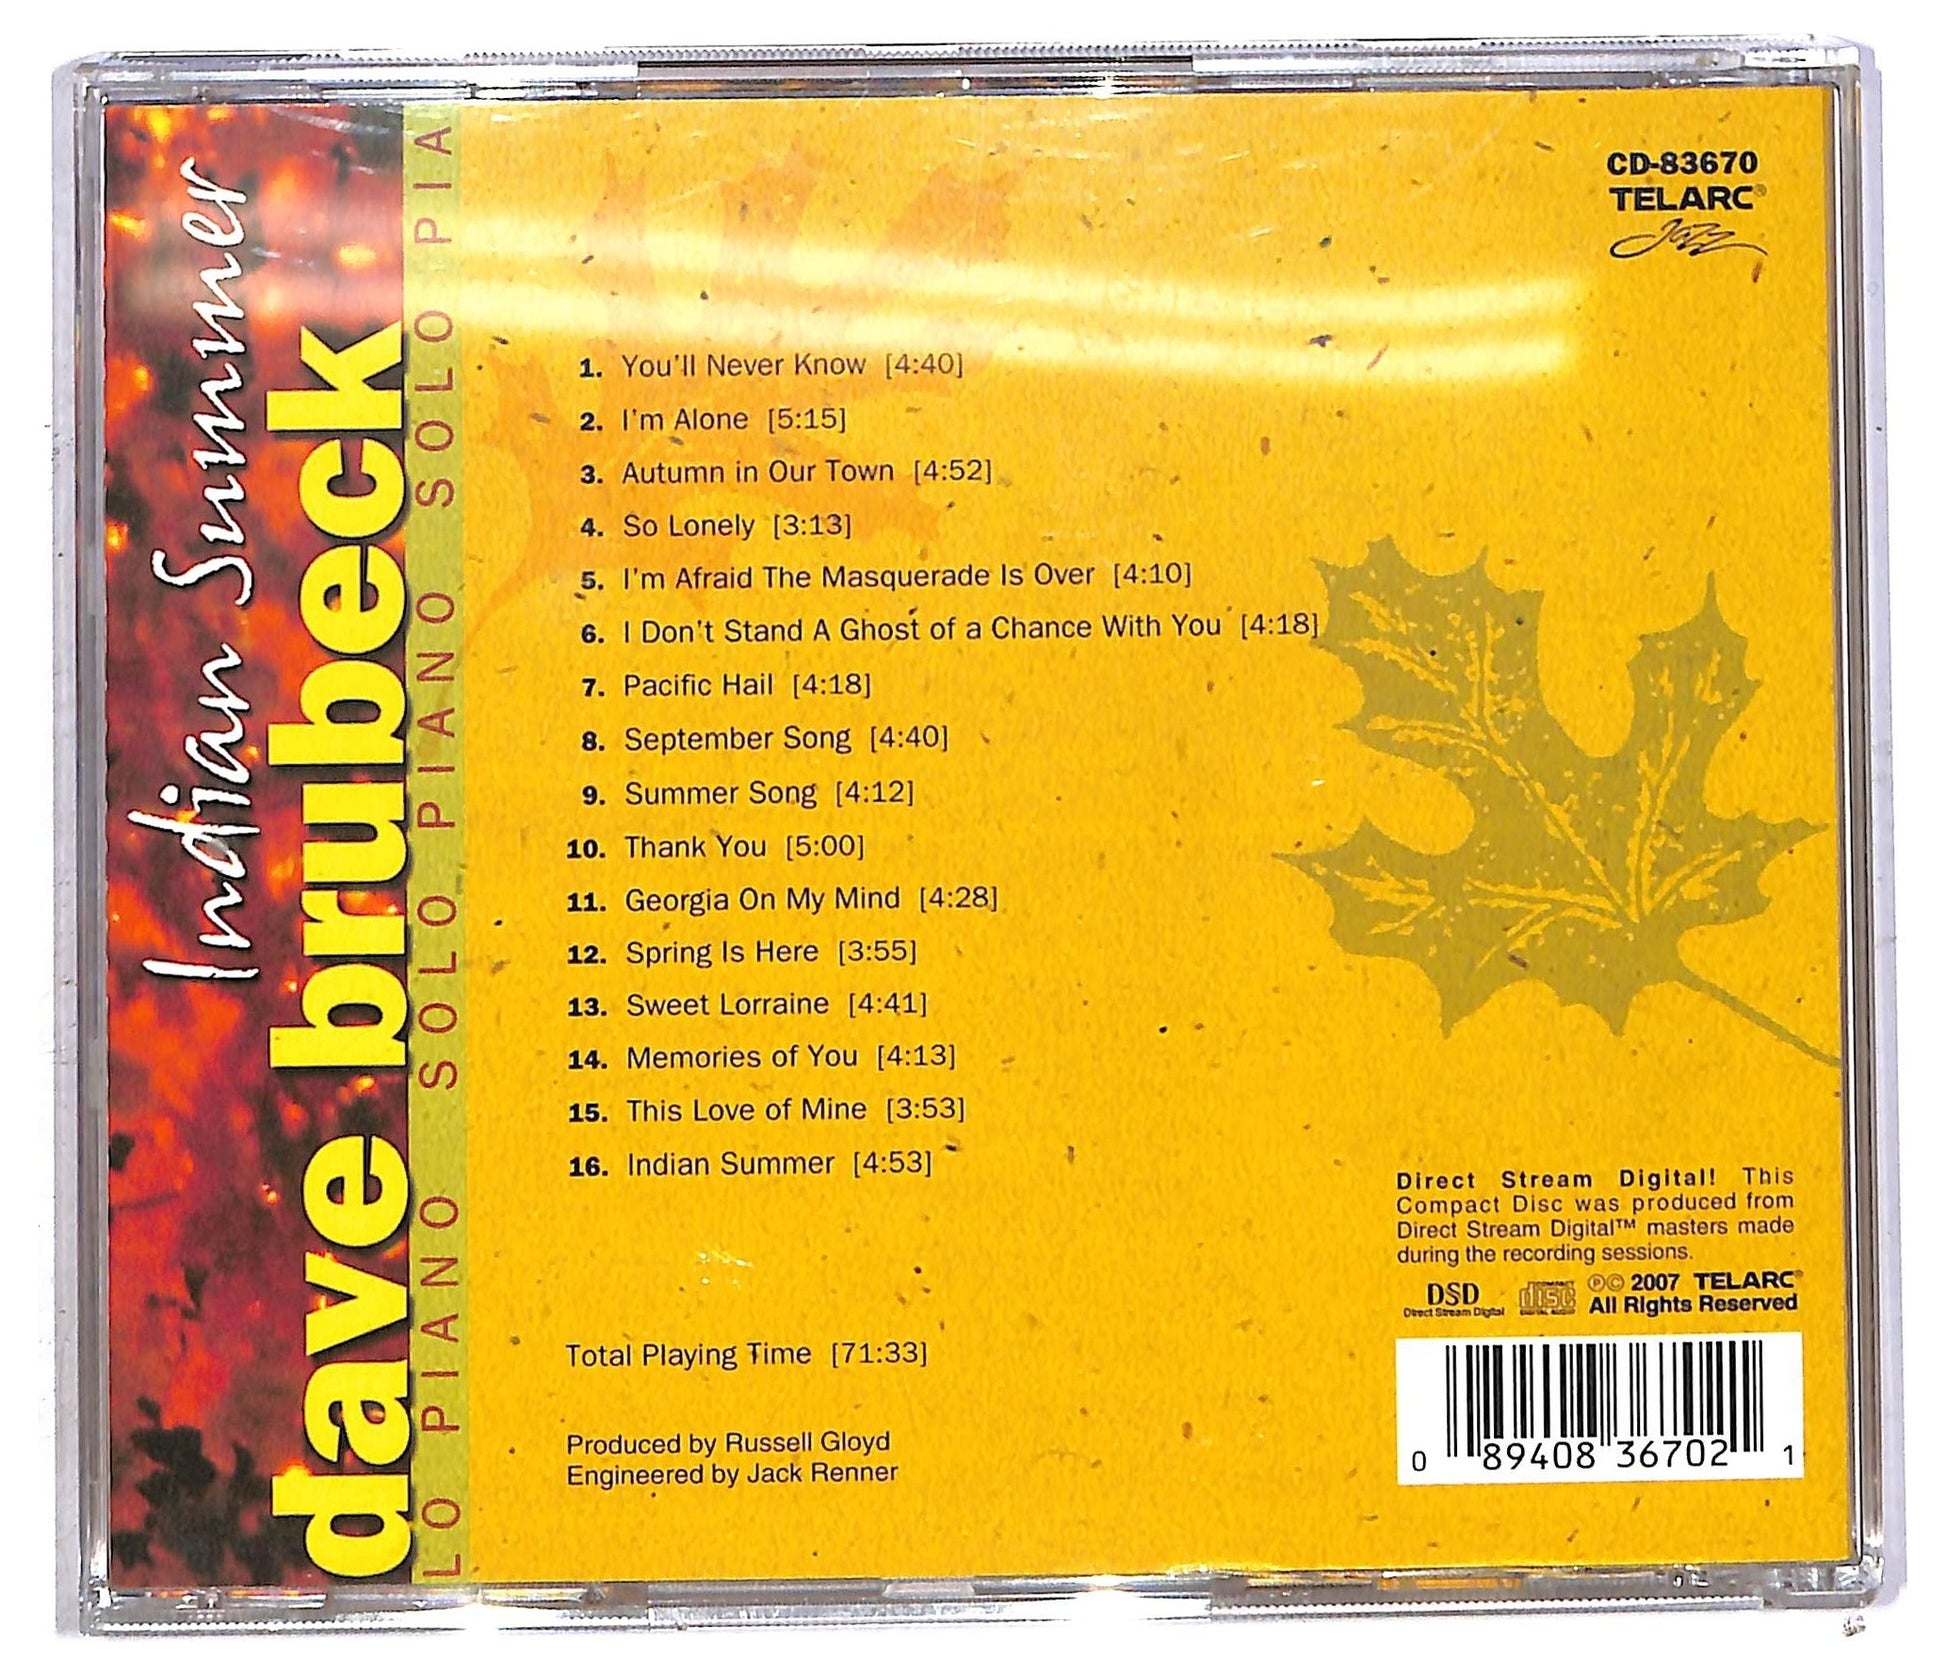 Indian Summer
dave brubeck
LO PIANO SOLO PIANO SOLO PIA
CD-83670
TELARC®
Jazz
1. You'll Never Know [4:40]
2. I'm Alone [5:15]
3. Autumn in Our Town [4:52]
4. So Lonely [3:13]
5. I'm Afraid The Masquerade Is Over [4:10]
6. I Don't Stand A Ghost of a Chance With You [4:18]
7. Pacific Hail [4:18]
8. September Song [4:40]
9. Summer Song [4:12]
10. Thank You [5:00]
11. Georgia On My Mind [4:28]
12. Spring Is Here [3:55]
13. Sweet Lorraine [4:41]
14. Memories of You [4:13]
15. This Love of Mine [3:53]
16. Indian Summer [4:53]
Total Playing Time [71:33]
Produced by Russell Gloyd
Engineered by Jack Renner
Direct Stream Digital! This
Compact Disc was produced from
Direct Stream Digital™ masters made
during the recording sessions.
DSD
Direct Stream Digital
COMPACT
disc
DIGITAL AUDIO
℗© 2007 TELARC®
All Rights Reserved
0 89408 36702 1